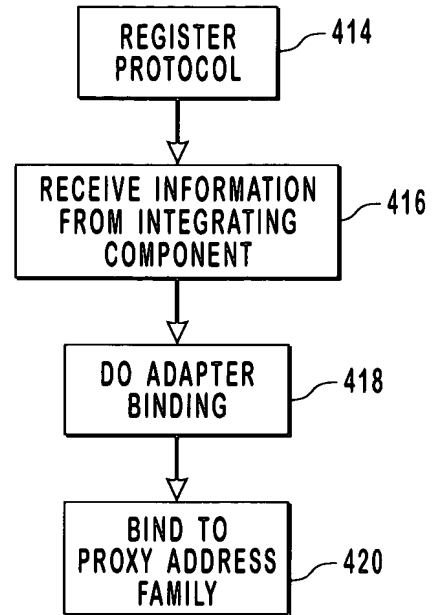 REGISTER
PROTOCOL
414
RECEIVE INFORMATION
FROM INTEGRATING
COMPONENT
416
DO ADAPTER
BINDING
418
BIND TO
PROXY ADDRESS
FAMILY
420